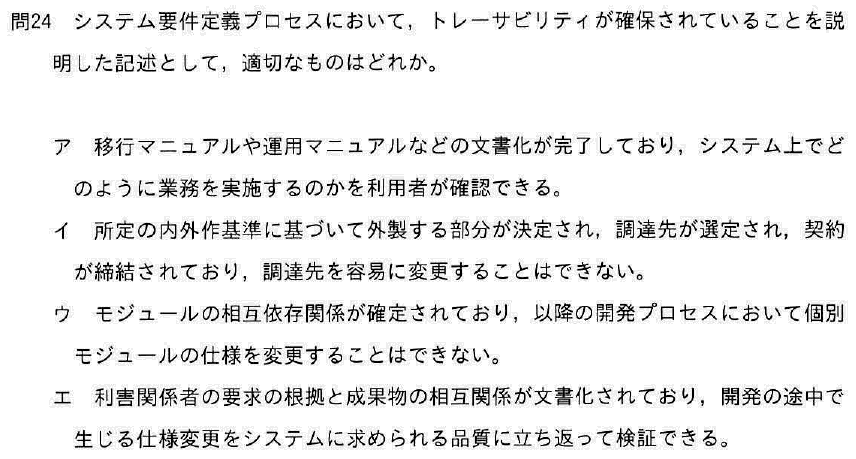 問24 システム要件定義プロセスにおいて，トレーサビリティが確保されていることを説
明した記述として，適切なものはどれか。
ア 移行マニュアルや運用マニュアルなどの文書化が完了しており，システム上でど
のように業務を実施するのかを利用者が確認できる。
イ 所定の内外作基準に基づいて外製する部分が決定され，調達先が選定され，契約
が締結されており，調達先を容易に変更することはできない。
ウ モジュールの相互依存関係が確定されており，以降の開発プロセスにおいて個別
モジュールの仕様を変更することはできない。
エ 利害関係者の要求の根拠と成果物の相互関係が文書化されており，開発の途中で
生じる仕様変更をシステムに求められる品質に立ち返って検証できる。